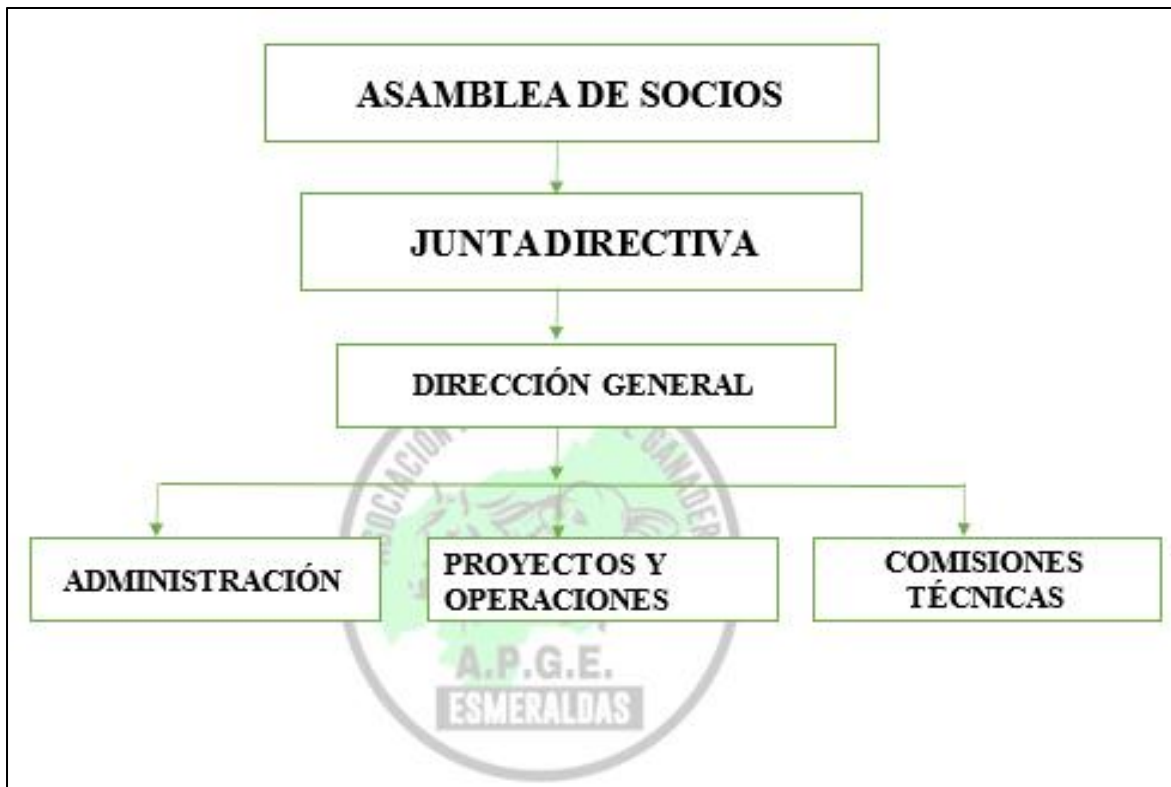 ASAMBLEA DE SOCIOS
JUNTA DIRECTIVA
DIRECCIÓN GENERAL
ADMINISTRACIÓN
PROYECTOS Y
OPERACIONES
COMISIONES
TÉCNICAS
A.P.G.E.
ESMERALDAS